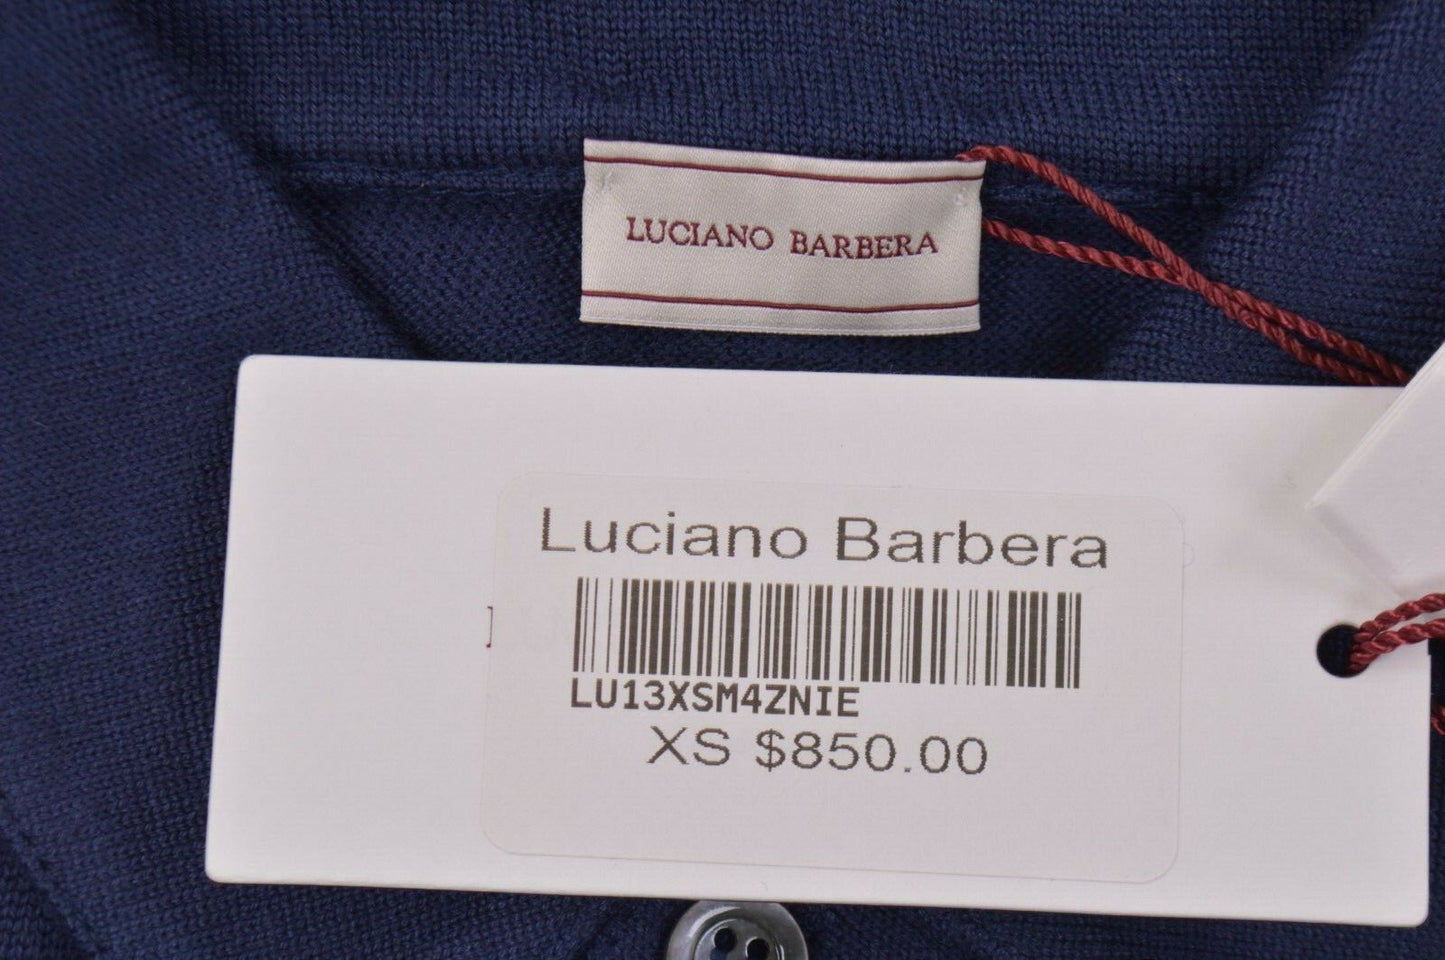 LUCIANO BARBERA
Luciano Barbera
LU13XSM4ZNIE
XS $850.00